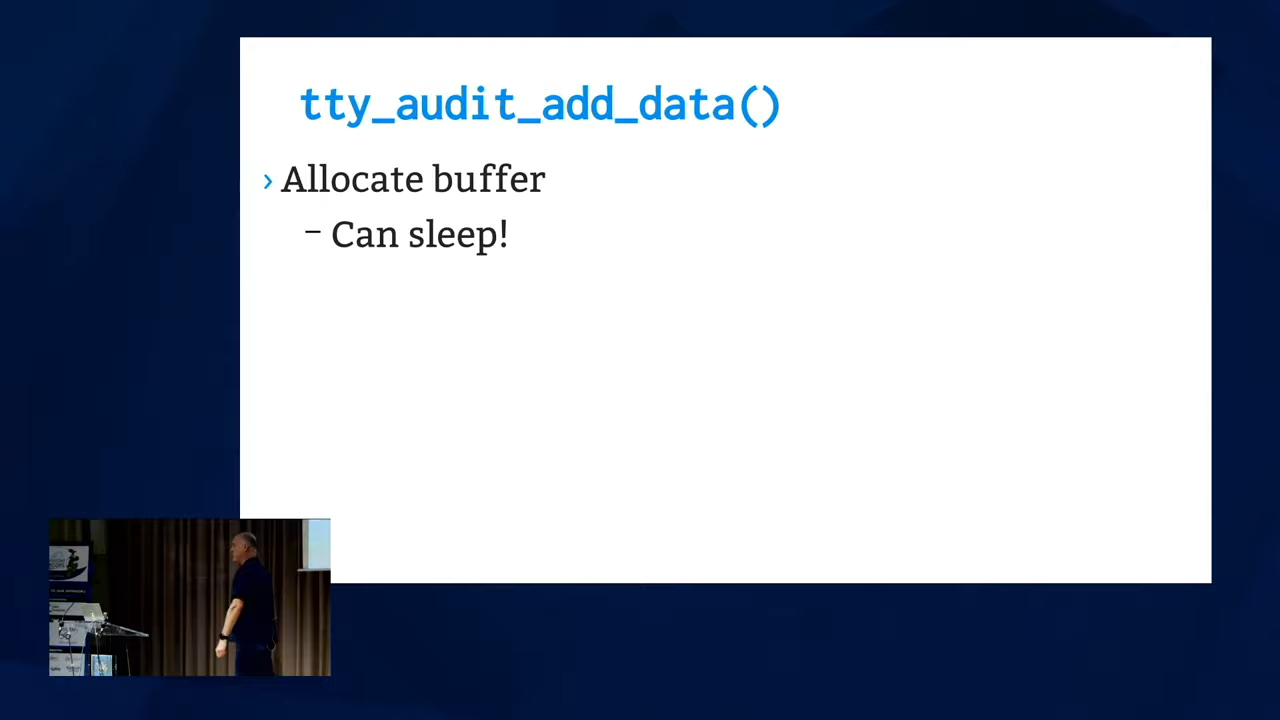 tty_audit_add_data()
› Allocate buffer
– Can sleep!